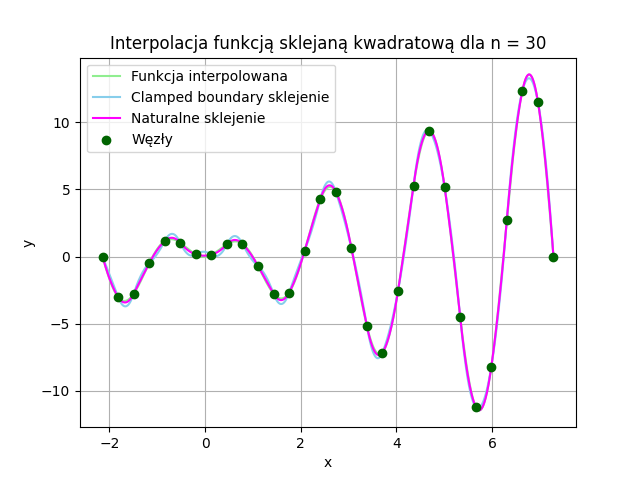 Interpolacja funkcją sklejaną kwadratową dla n = 30
Funkcja interpolowana
Clamped boundary sklejenie
Naturalne sklejenie
Węzły
y
10
5
0
−5
−10
−2
0
2
4
6
x